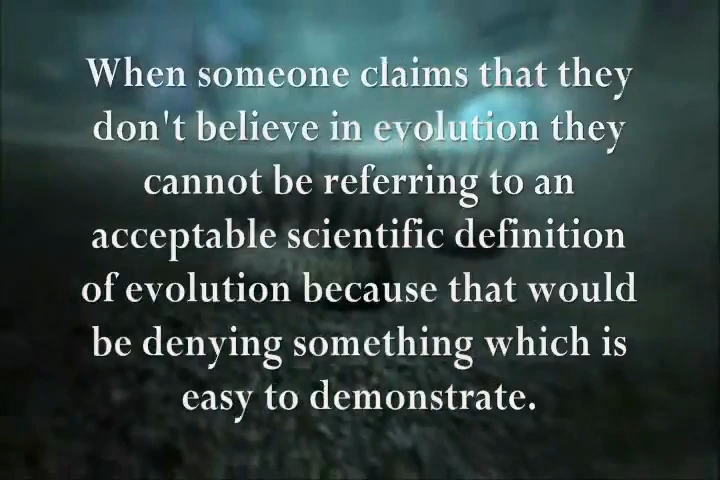 When someone claims that they
don't believe in evolution they
cannot be referring to an
acceptable scientific definition
of evolution because that would
be denying something which is
easy to demonstrate.